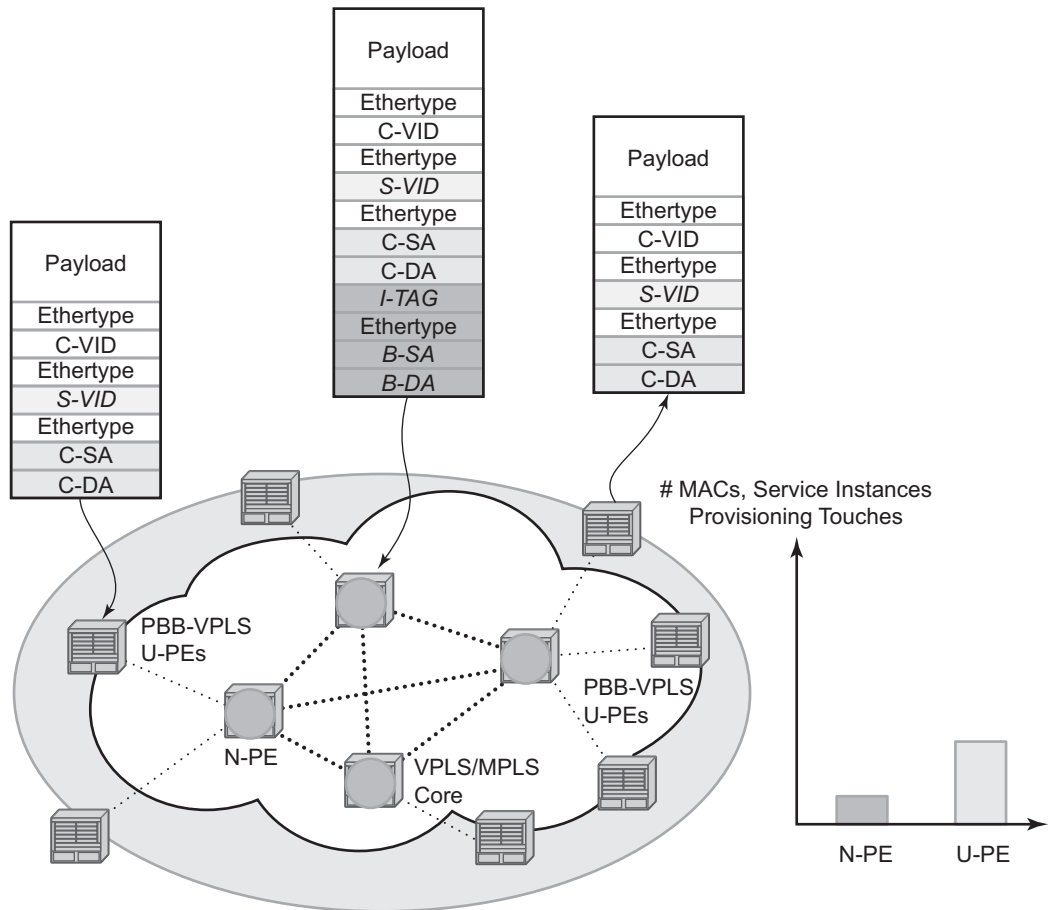 Payload
Ethertype
C-VID
Ethertype
S-VID
Ethertype
C-SA
C-DA
Payload
Ethertype
C-VID
Ethertype
S-VID
Ethertype
C-SA
C-DA
I-TAG
Ethertype
B-SA
B-DA
Payload
Ethertype
C-VID
Ethertype
S-VID
Ethertype
C-SA
C-DA
# MACs, Service Instances
Provisioning Touches
PBB-VPLS
U-PEs
PBB-VPLS
U-PEs
N-PE
VPLS/MPLS
Core
N-PE
U-PE